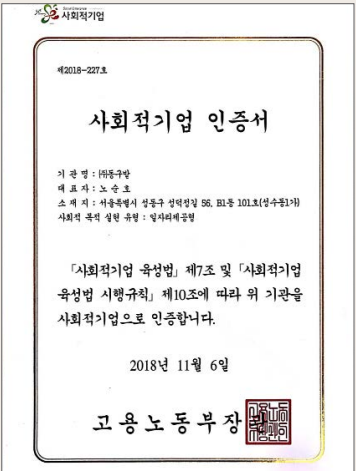 사회적기업
제2018-227호
사회적기업 인증서
기 관 명 : ㈜동구밭
대 표 자 : 노 순 호
소 재 지 : 서울특별시 성동구 성덕정길 56, B1동 101호(성수동1가)
사회적 목적 실현 유형 : 일자리제공형
「사회적기업 육성법」 제7조 및 「사회적기업
육성법 시행규칙」 제10조에 따라 위 기관을
사회적기업으로 인증합니다.
2018년 11월 6일
고용노동부장관